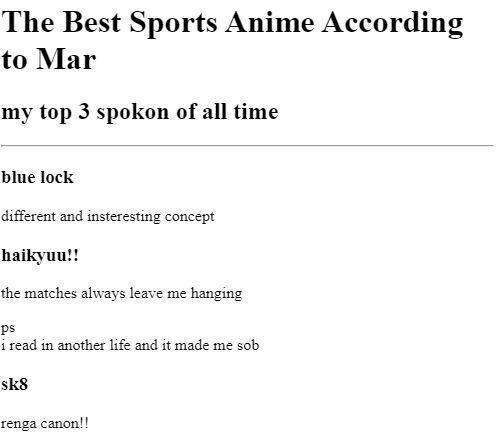 The Best Sports Anime According
to Mar
my top 3 spokon of all time
blue lock
different and insteresting concept
haikyuu!!
the matches always leave me hanging
ps
i read in another life and it made me sob
sk8
renga canon!!